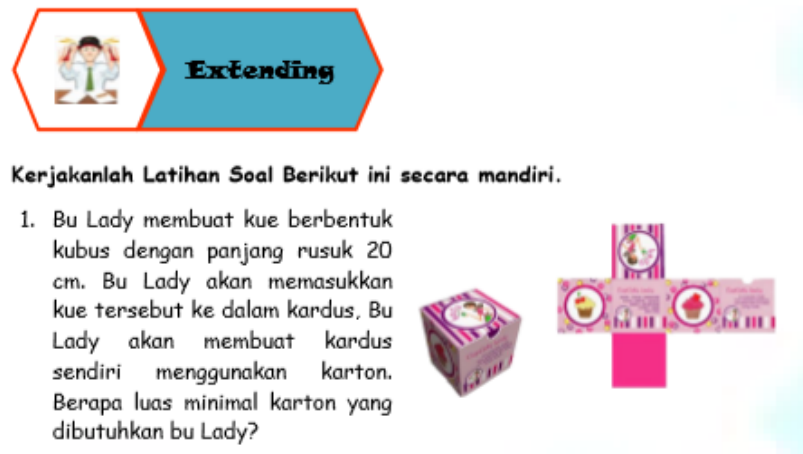 Extending
Kerjakanlah Latihan Soal Berikut ini secara mandiri.
1. Bu Lady membuat kue berbentuk
kubus dengan panjang rusuk 20
cm. Bu Lady akan memasukkan
kue tersebut ke dalam kardus, Bu
Lady akan membuat kardus
sendiri menggunakan karton.
Berapa luas minimal karton yang
dibutuhkan bu Lady?